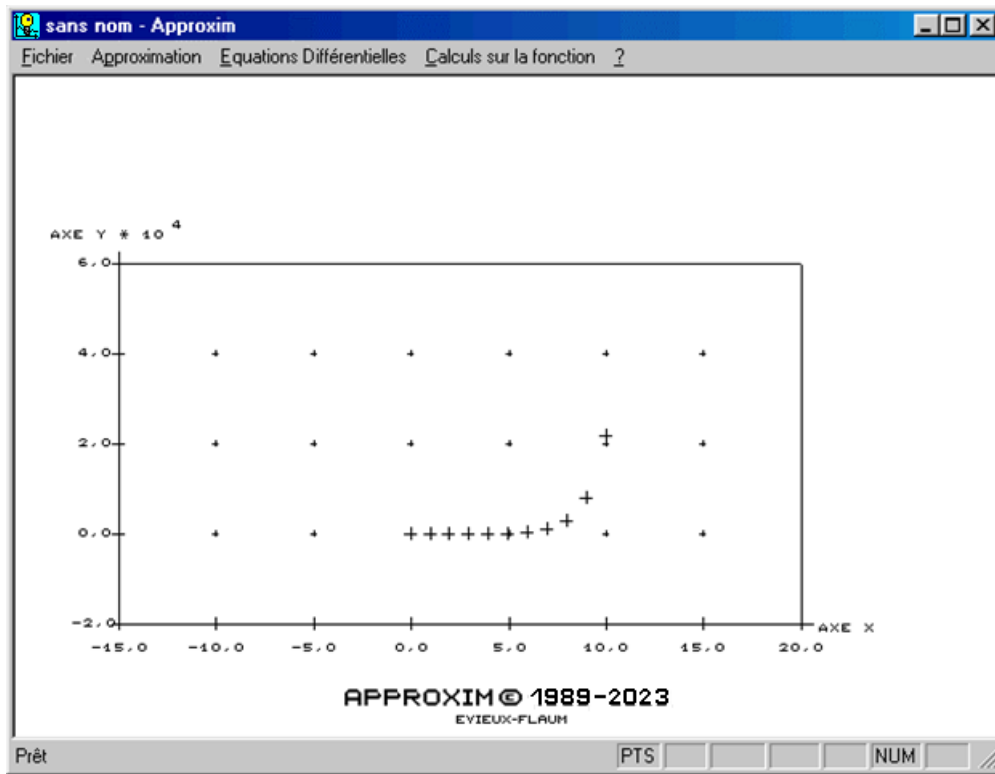 sans nom - Approxim
Fichier Approximation Equations Différentielles Calculs sur la fonction ?
AXE Y * 10 4
6,0
4,0
2,0
0,0
-2,0
-15,0 -10,0 -5,0 0,0 5,0 10,0 15,0 20,0
AXE X
APPROXIM© 1989-2023
EYIEUX-FLAUM
Prêt PTS NUM